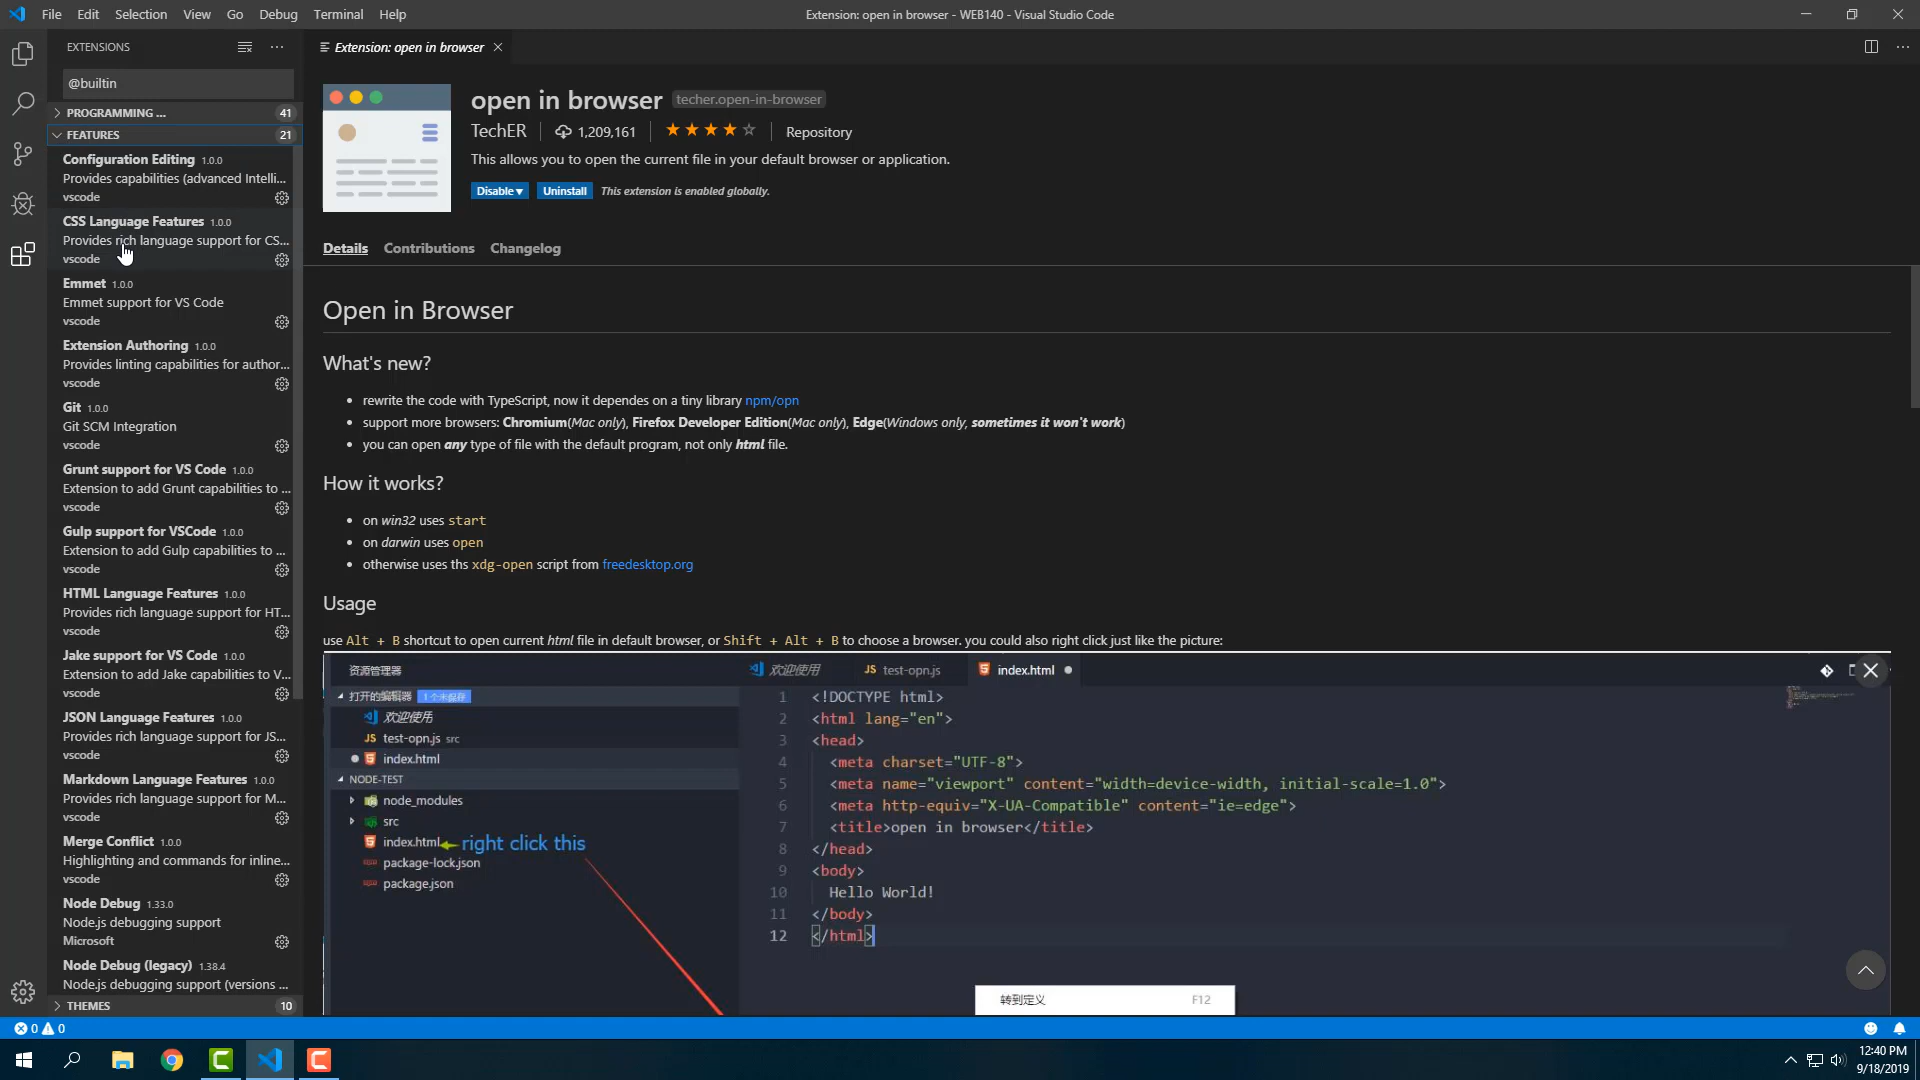 File Edit Selection View Go Debug Terminal Help
Extension: open in browser - WEB140 - Visual Studio Code
EXTENSIONS
@builtin
PROGRAMMING ... 41
FEATURES 21
Configuration Editing 1.0.0
Provides capabilities (advanced Intelli...
vscode
CSS Language Features 1.0.0
Provides rich language support for CS...
vscode
Emmet 1.0.0
Emmet support for VS Code
vscode
Extension Authoring 1.0.0
Provides linting capabilities for author...
vscode
Git 1.0.0
Git SCM Integration
vscode
Grunt support for VS Code 1.0.0
Extension to add Grunt capabilities to ...
vscode
Gulp support for VSCode 1.0.0
Extension to add Gulp capabilities to ...
vscode
HTML Language Features 1.0.0
Provides rich language support for HT...
vscode
Jake support for VS Code 1.0.0
Extension to add Jake capabilities to V...
vscode
JSON Language Features 1.0.0
Provides rich language support for JS...
vscode
Markdown Language Features 1.0.0
Provides rich language support for M...
vscode
Merge Conflict 1.0.0
Highlighting and commands for inline...
vscode
Node Debug 1.33.0
Node.js debugging support
Microsoft
Node Debug (legacy) 1.38.4
Node.js debugging support (versions ...
THEMES 10
Extension: open in browser
open in browser techer.open-in-browser
TechER 1,209,161 Repository
This allows you to open the current file in your default browser or application.
Disable Uninstall This extension is enabled globally.
Details Contributions Changelog
Open in Browser
What's new?
• rewrite the code with TypeScript, now it dependes on a tiny library npm/opn
• support more browsers: Chromium(Mac only), Firefox Developer Edition(Mac only), Edge(Windows only, sometimes it won't work)
• you can open any type of file with the default program, not only html file.
How it works?
• on win32 uses start
• on darwin uses open
• otherwise uses ths xdg-open script from freedesktop.org
Usage
use Alt + B shortcut to open current html file in default browser, or Shift + Alt + B to choose a browser. you could also right click just like the picture:
资源管理器
打开的编辑器 1 个未保存
欢迎使用
JS test-opn.js src
index.html
NODE-TEST
node_modules
src
index.html right click this
package-lock.json
package.json
欢迎使用 JS test-opn.js index.html
1 <!DOCTYPE html>
2 <html lang="en">
3 <head>
4 <meta charset="UTF-8">
5 <meta name="viewport" content="width=device-width, initial-scale=1.0">
6 <meta http-equiv="X-UA-Compatible" content="ie=edge">
7 <title>open in browser</title>
8 </head>
9 <body>
10 Hello World!
11 </body>
12 </html>
转到定义 F12
0 0
12:40 PM
9/18/2019